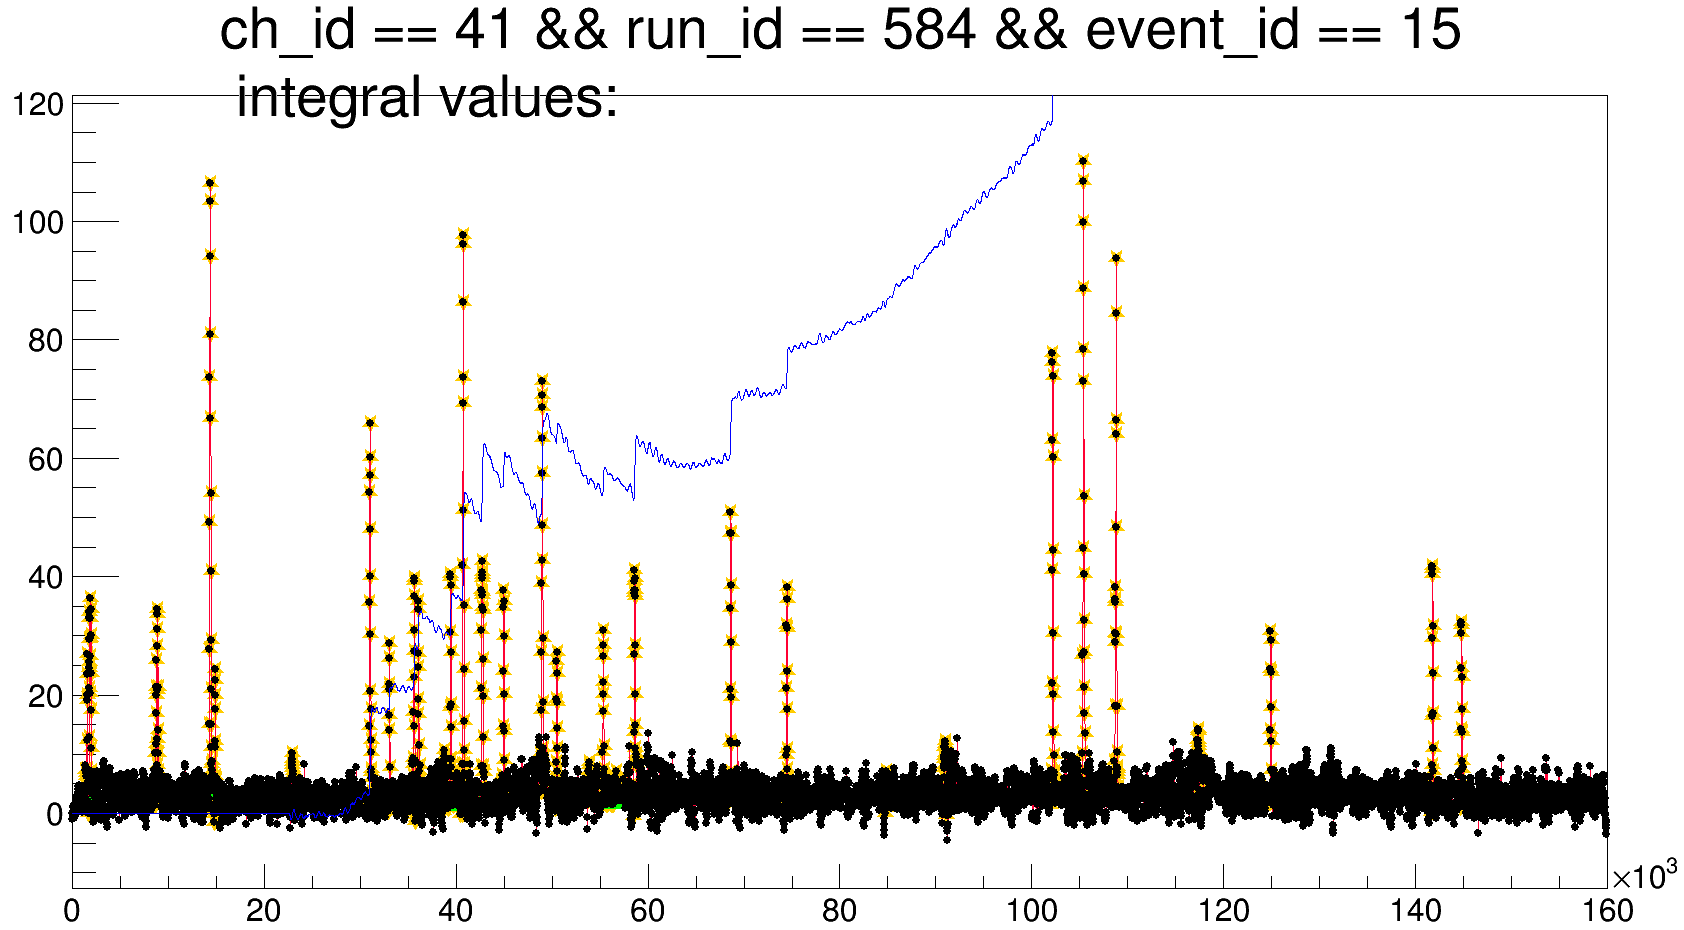 ch_id == 41 && run_id == 584 && event_id == 15
integral values:
120
100
80
60
40
20
0
0 20 40 60 80 100 120 140 160
×10³